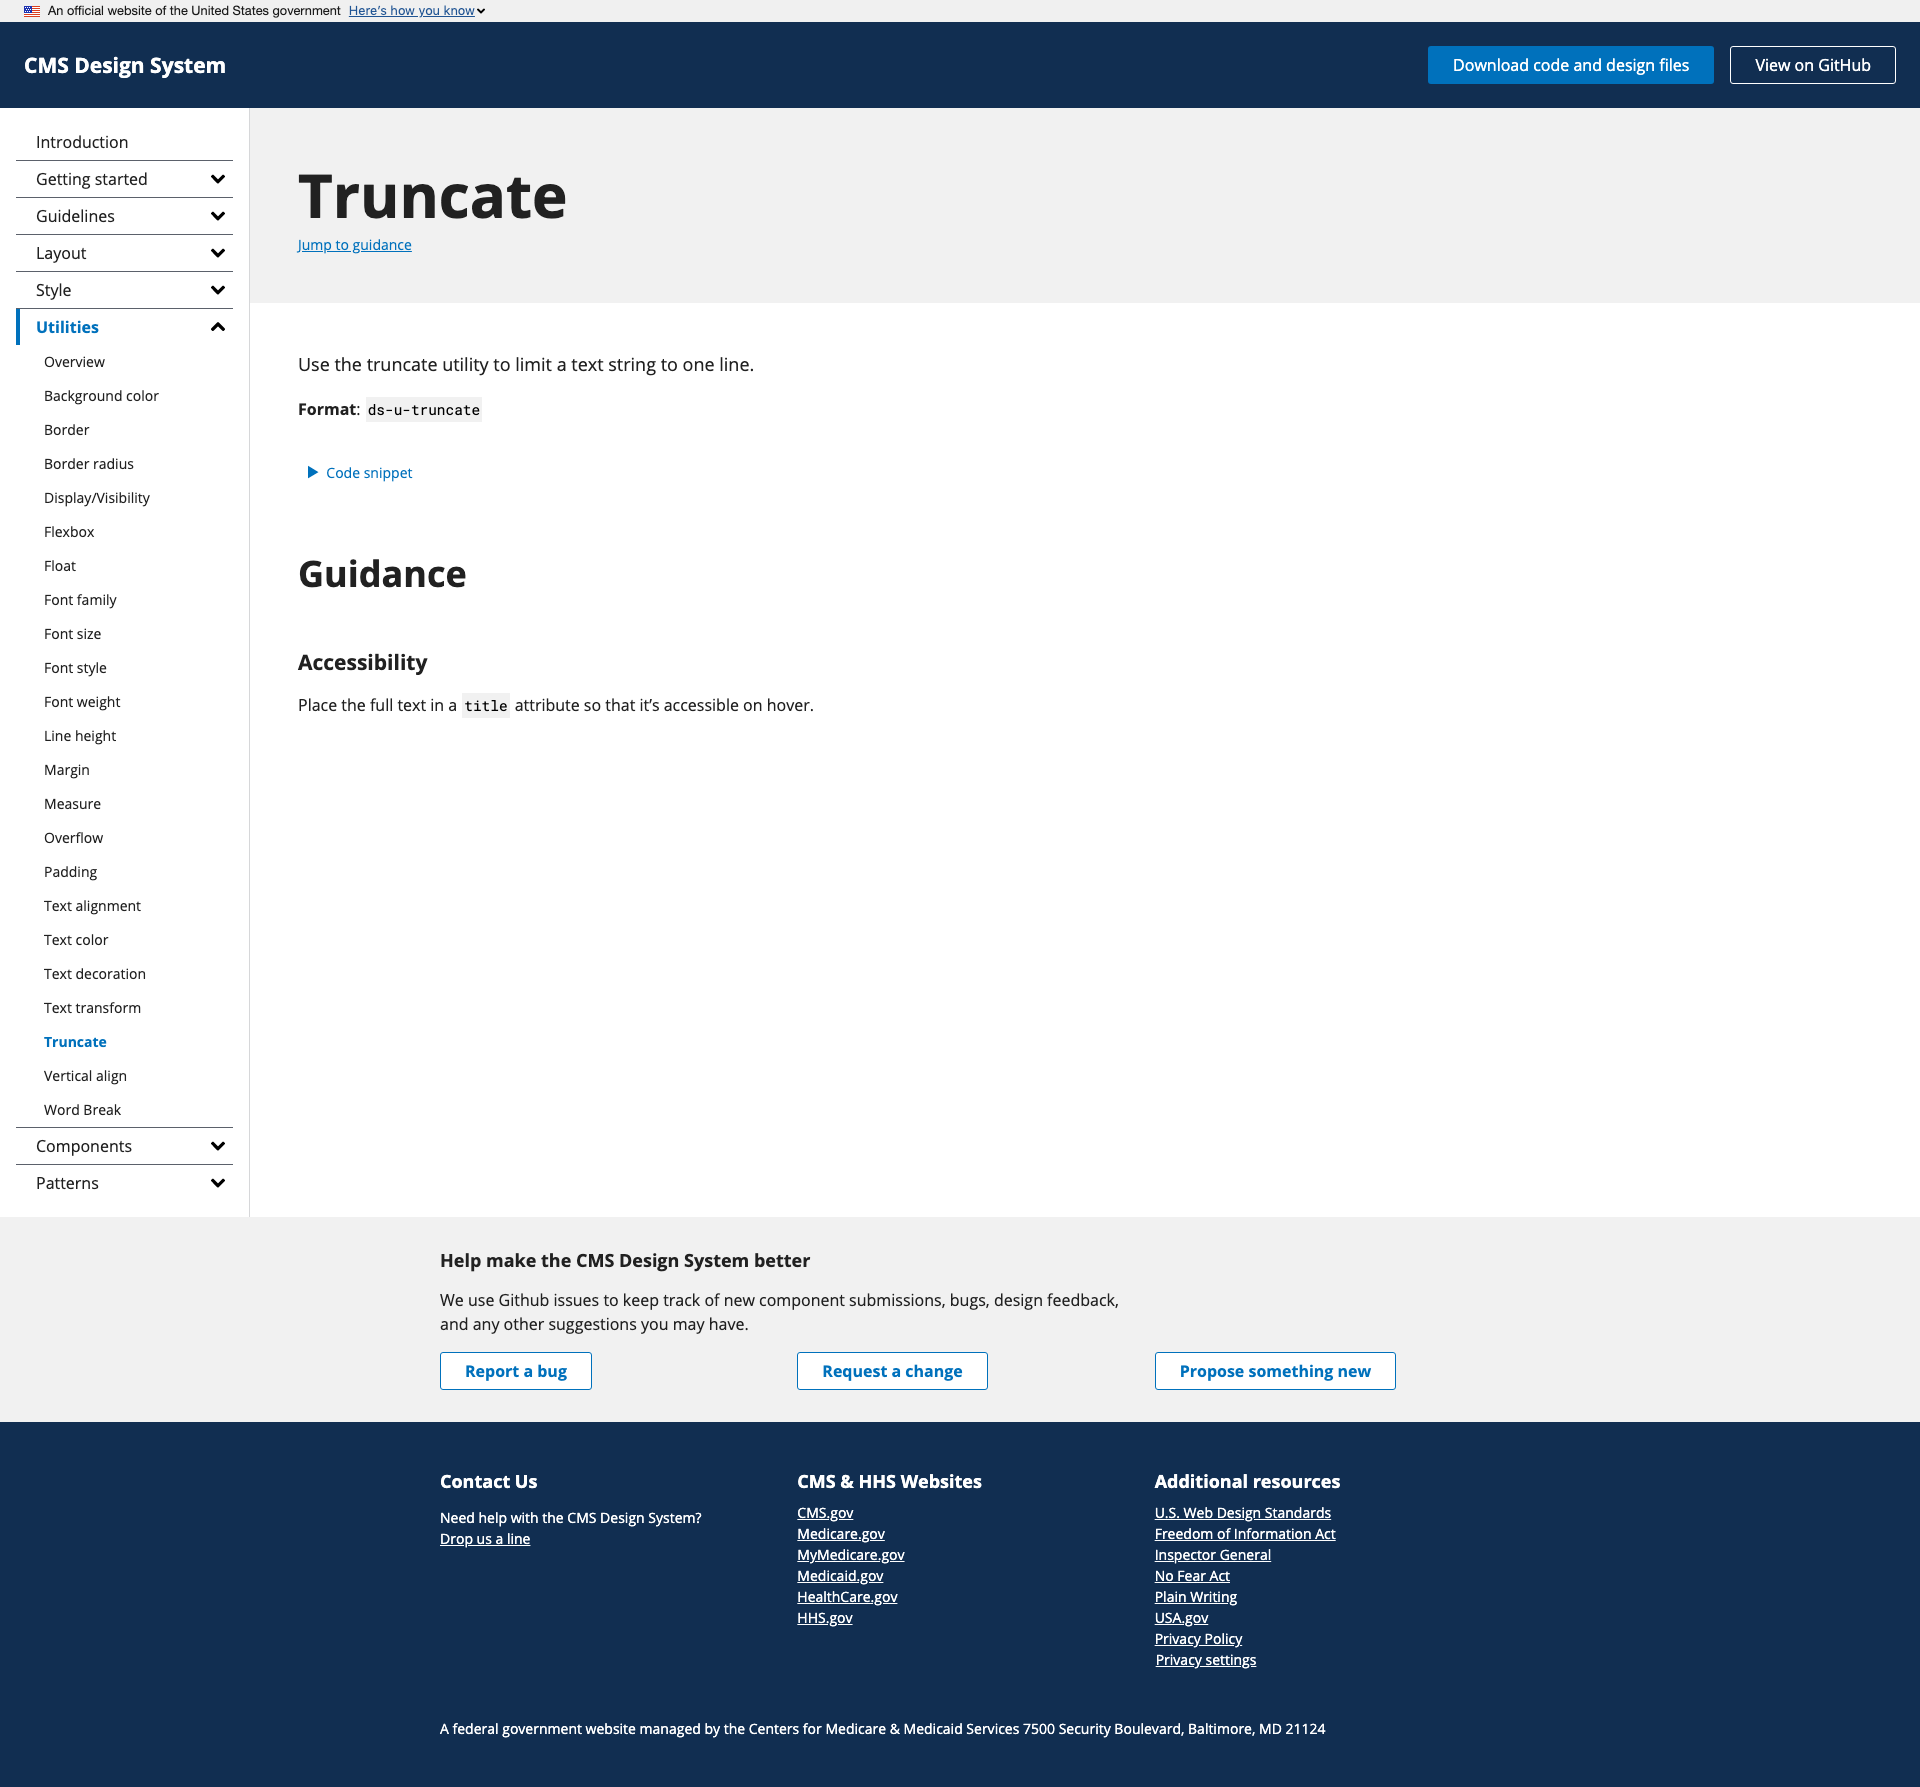 An official website of the United States government Here's how you know
CMS Design System
Download code and design files
View on GitHub
Introduction
Getting started
Guidelines
Layout
Style
Utilities
Overview
Background color
Border
Border radius
Display/Visibility
Flexbox
Float
Font family
Font size
Font style
Font weight
Line height
Margin
Measure
Overflow
Padding
Text alignment
Text color
Text decoration
Text transform
Truncate
Vertical align
Word Break
Components
Patterns
Truncate
Jump to guidance
Use the truncate utility to limit a text string to one line.
Format: ds-u-truncate
Code snippet
Guidance
Accessibility
Place the full text in a title attribute so that it’s accessible on hover.
Help make the CMS Design System better
We use Github issues to keep track of new component submissions, bugs, design feedback,
and any other suggestions you may have.
Report a bug
Request a change
Propose something new
Contact Us
Need help with the CMS Design System?
Drop us a line
CMS & HHS Websites
CMS.gov
Medicare.gov
MyMedicare.gov
Medicaid.gov
HealthCare.gov
HHS.gov
Additional resources
U.S. Web Design Standards
Freedom of Information Act
Inspector General
No Fear Act
Plain Writing
USA.gov
Privacy Policy
Privacy settings
A federal government website managed by the Centers for Medicare & Medicaid Services 7500 Security Boulevard, Baltimore, MD 21124